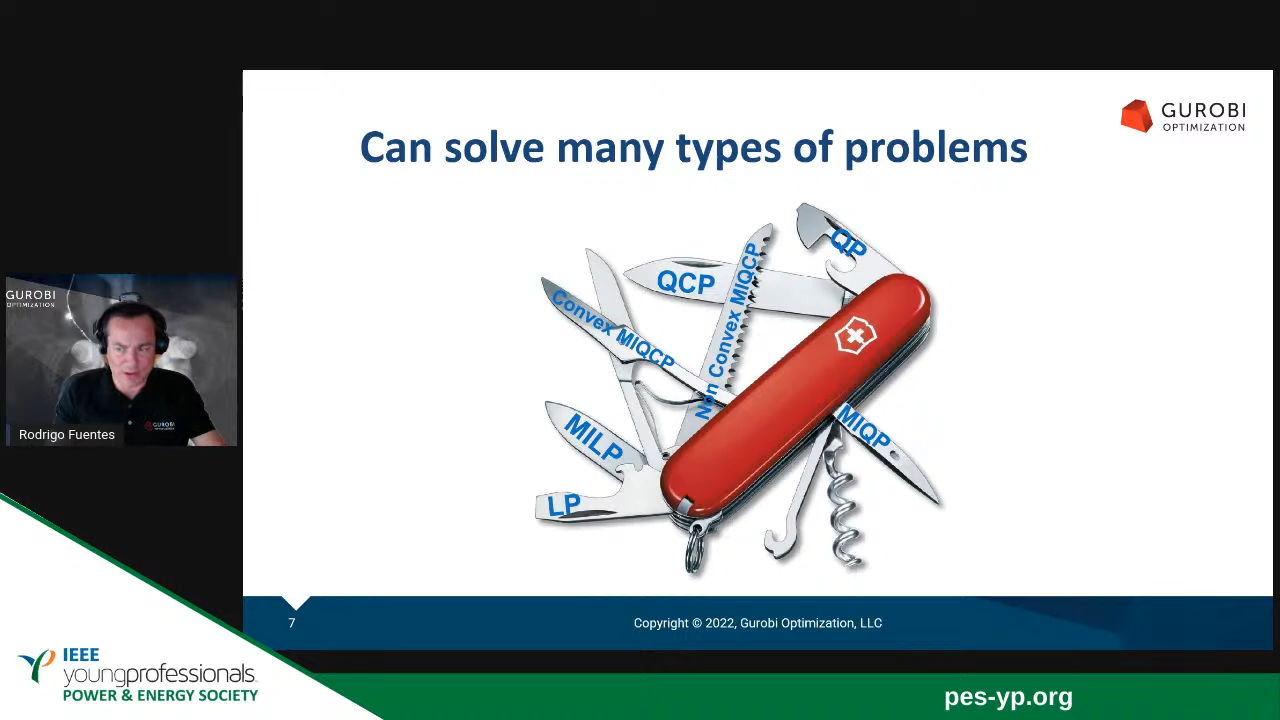 Can solve many types of problems
GUROBI
OPTIMIZATION
QP
QCP
Non Convex MIQCP
Convex MIQCP
MILP
LP
MIQP
GUROBI
OPTIMIZATION
GUROBI
Rodrigo Fuentes
7
Copyright © 2022, Gurobi Optimization, LLC
IEEE
youngprofessionals
POWER & ENERGY SOCIETY
pes-yp.org